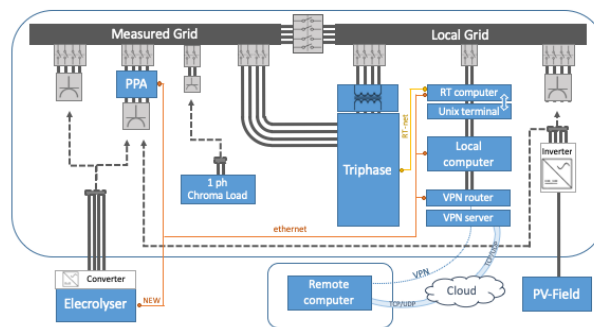 Measured Grid
Local Grid
PPA
RT computer
Unix terminal
RT-net
Triphase
Local
computer
Inverter
1 ph
Chroma Load
VPN router
ethernet
VPN server
TCP/UDP
Converter
NEW
Elecrolyser
VPN
Remote
computer
Cloud
TCP/UDP
PV-Field